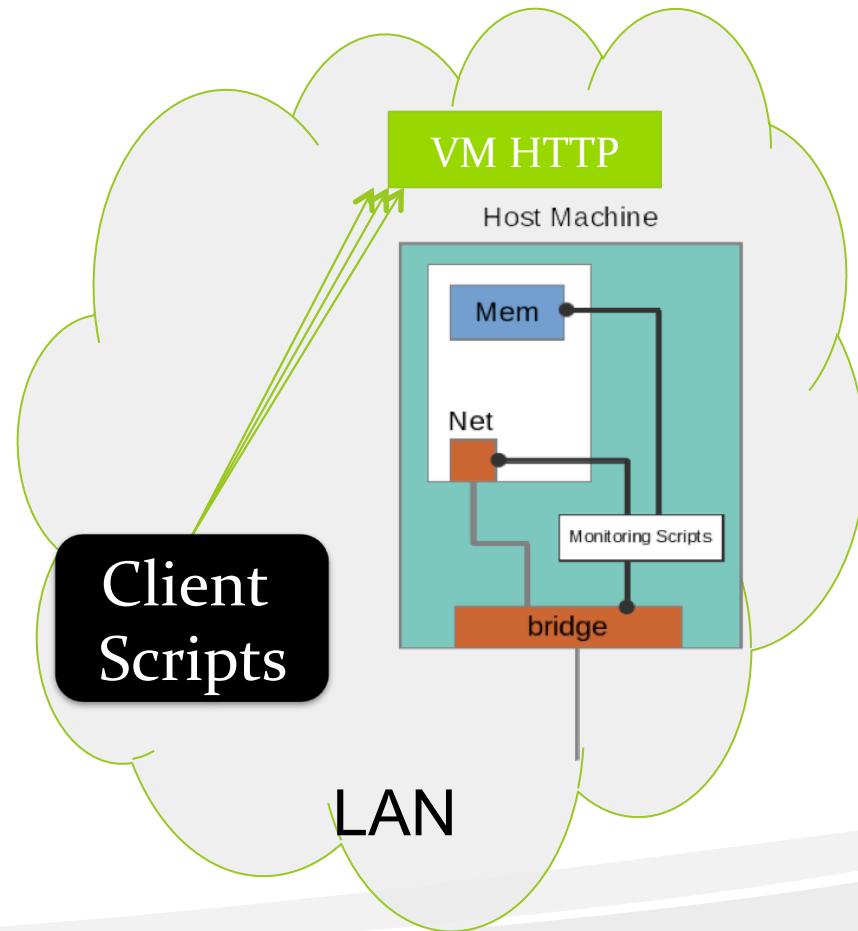 VM HTTP
Host Machine
Mem
Net
Monitoring Scripts
bridge
Client
Scripts
LAN